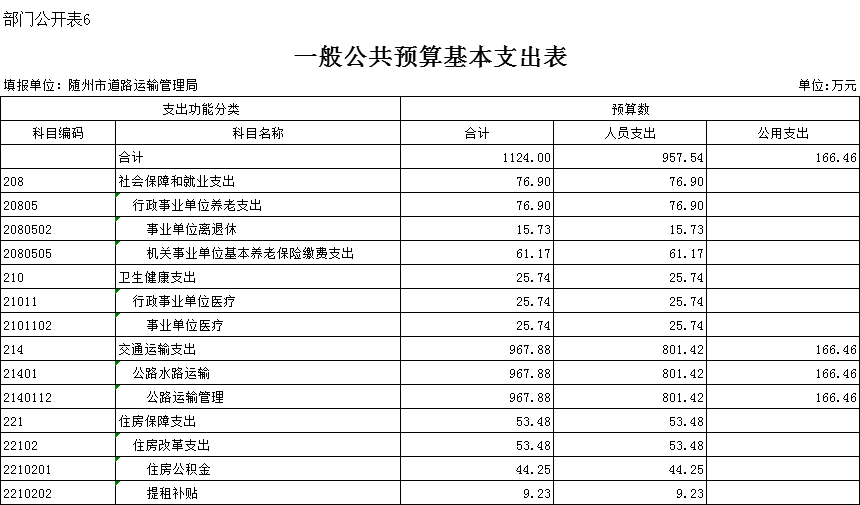 部门公开表6
一般公共预算基本支出表
填报单位：随州市道路运输管理局 单位:万元
支出功能分类 预算数
科目编码 科目名称 合计 人员支出 公用支出
合计 1124.00 957.54 166.46
208 社会保障和就业支出 76.90 76.90
20805 行政事业单位养老支出 76.90 76.90
2080502 事业单位离退休 15.73 15.73
2080505 机关事业单位基本养老保险缴费支出 61.17 61.17
210 卫生健康支出 25.74 25.74
21011 行政事业单位医疗 25.74 25.74
2101102 事业单位医疗 25.74 25.74
214 交通运输支出 967.88 801.42 166.46
21401 公路水路运输 967.88 801.42 166.46
2140112 公路运输管理 967.88 801.42 166.46
221 住房保障支出 53.48 53.48
22102 住房改革支出 53.48 53.48
2210201 住房公积金 44.25 44.25
2210202 提租补贴 9.23 9.23